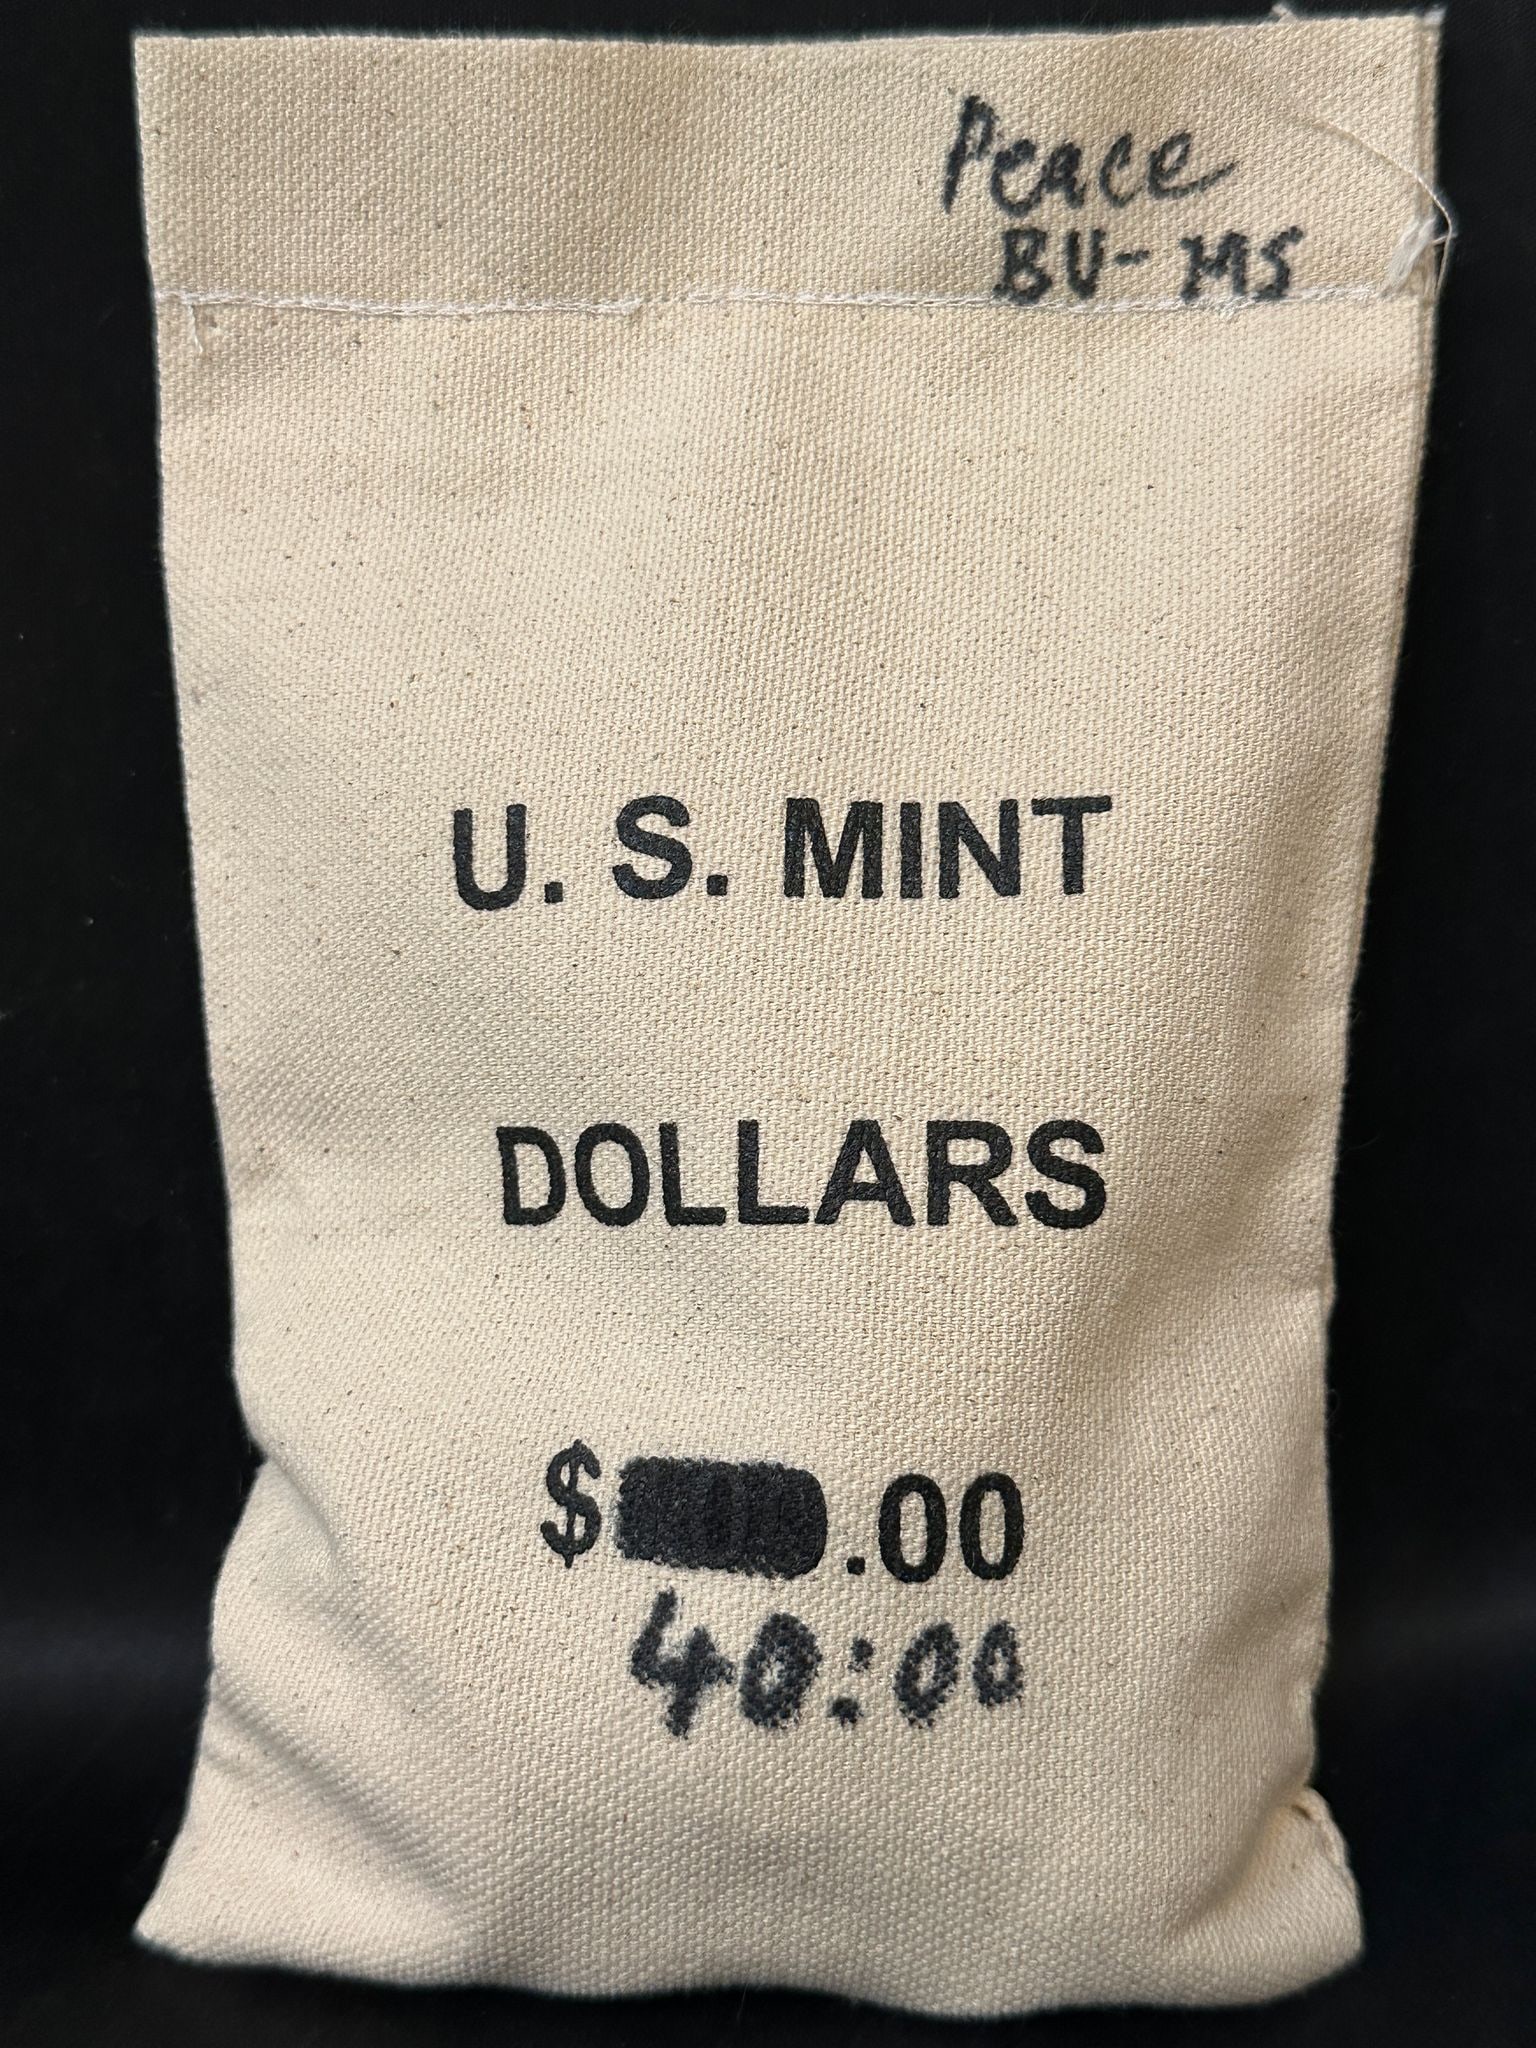 Peace
BU-MS
U. S. MINT
DOLLARS
$ .00
40:00